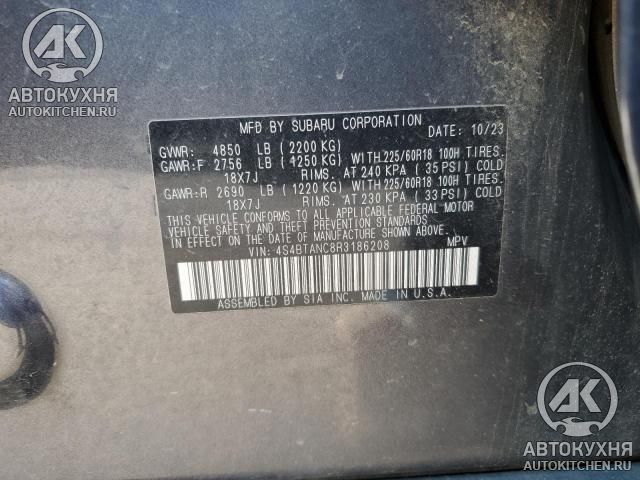 AK
АВТОКУХНЯ
AUTOKITCHEN.RU
MFD BY SUBARU CORPORATION DATE: 10/23
GVWR: 4850 LB (2200 KG)
GAWR:F 2756 LB (1250 KG) WITH 225/60R18 100H TIRES.
18X7J RIMS. AT 240 KPA (35 PSI) COLD
GAWR:R 2690 LB (1220 KG) WITH 225/60R18 100H TIRES.
18X7J RIMS. AT 230 KPA (33 PSI) COLD
THIS VEHICLE CONFORMS TO ALL APPLICABLE FEDERAL MOTOR
VEHICLE SAFETY AND THEFT PREVENTION STANDARDS
IN EFFECT ON THE DATE OF MANUFACTURE SHOWN ABOVE.
VIN: 4S4BTANC8R3186208 MPV
ASSEMBLED BY SIA INC. MADE IN U.S.A.
AK
АВТОКУХНЯ
AUTOKITCHEN.RU